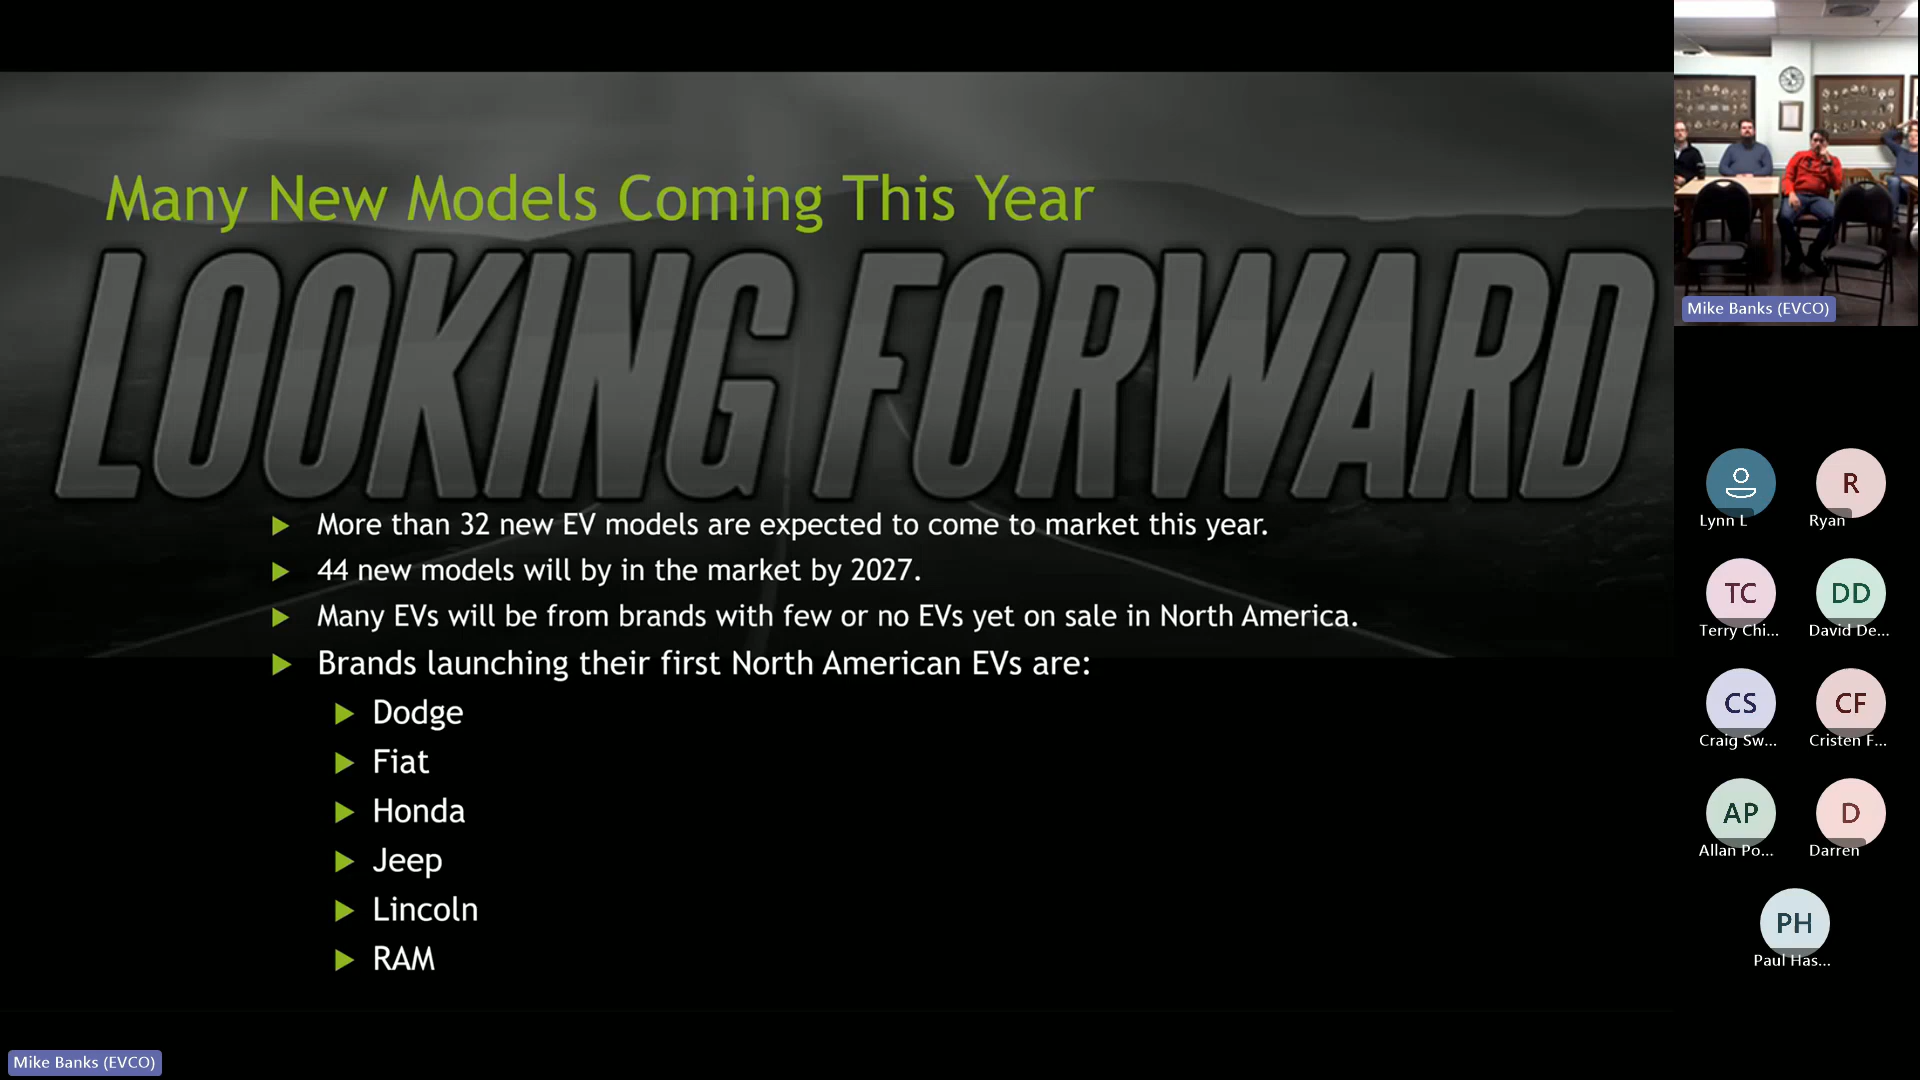 Many New Models Coming This Year
LOOKING FORWARD
More than 32 new EV models are expected to come to market this year.
44 new models will by in the market by 2027.
Many EVs will be from brands with few or no EVs yet on sale in North America.
Brands launching their first North American EVs are:
Dodge
Fiat
Honda
Jeep
Lincoln
RAM
Mike Banks (EVCO)
Mike Banks (EVCO)
Lynn L
R
Ryan
TC
Terry Chi...
DD
David De...
CS
Craig Sw...
CF
Cristen F...
AP
Allan Po...
D
Darren
PH
Paul Has...